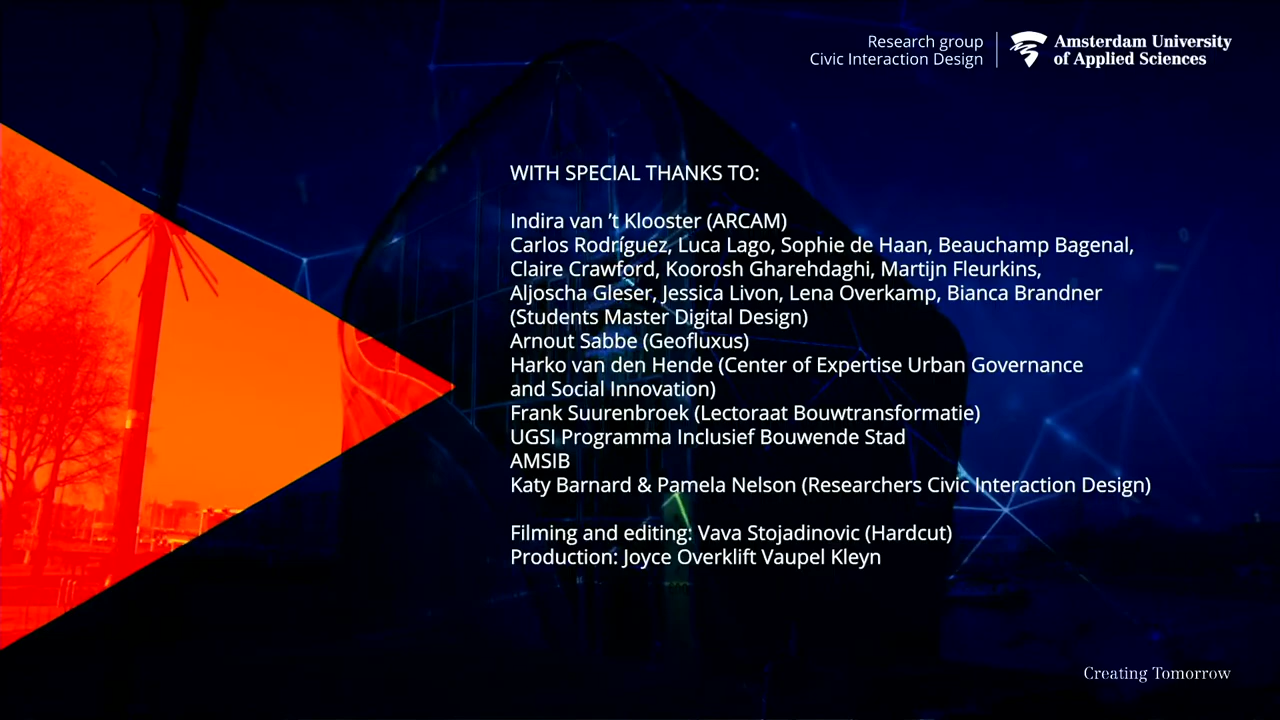 Research group
Civic Interaction Design
Amsterdam University
of Applied Sciences
WITH SPECIAL THANKS TO:
Indira van ’t Klooster (ARCAM)
Carlos Rodríguez, Luca Lago, Sophie de Haan, Beauchamp Bagenal,
Claire Crawford, Koorosh Gharehdaghi, Martijn Fleurkins,
Aljoscha Gleser, Jessica Livon, Lena Overkamp, Bianca Brandner
(Students Master Digital Design)
Arnout Sabbe (Geofluxus)
Harko van den Hende (Center of Expertise Urban Governance
and Social Innovation)
Frank Suurenbroek (Lectoraat Bouwtransformatie)
UGSI Programma Inclusief Bouwende Stad
AMSIB
Katy Barnard & Pamela Nelson (Researchers Civic Interaction Design)
Filming and editing: Vava Stojadinovic (Hardcut)
Production: Joyce Overklift Vaupel Kleyn
Creating Tomorrow